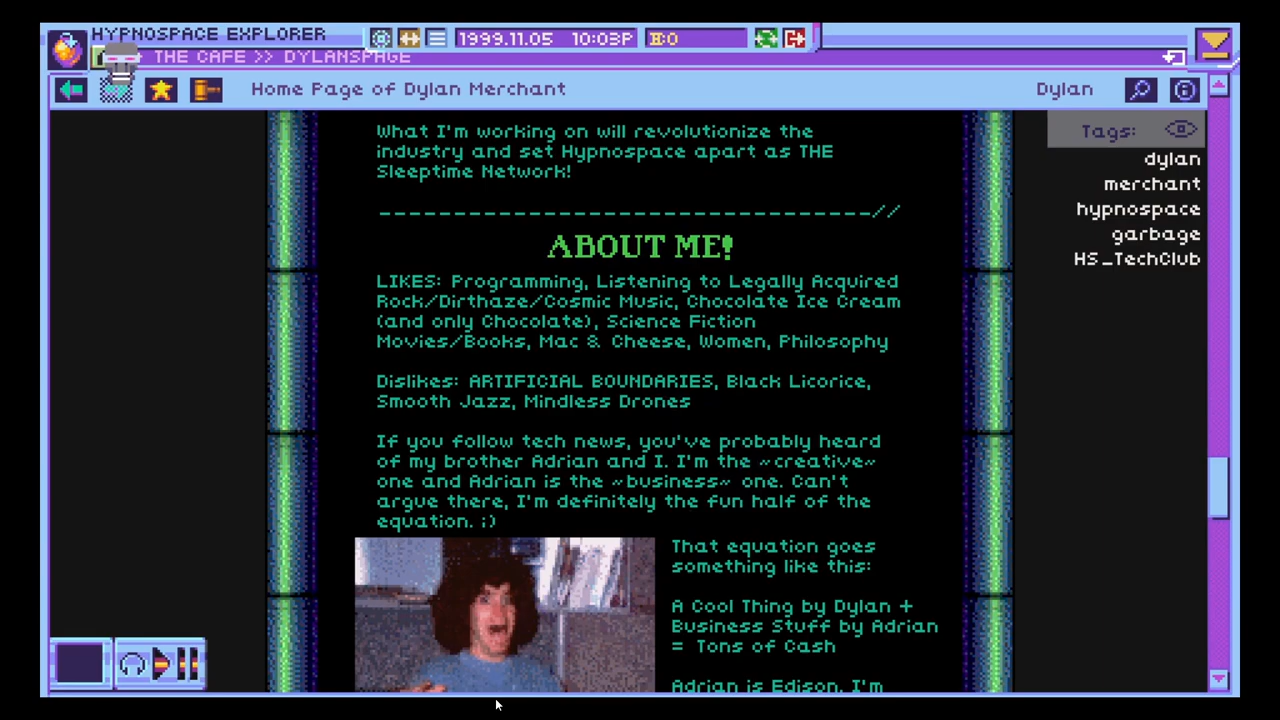 HYPNOSPACE EXPLORER
1999.11.05 10:03P
:0
THE CAFE >> DYLANSPAGE
Home Page of Dylan Merchant
Dylan
Tags:
dylan
merchant
hypnospace
garbage
HS_TechClub
What I'm working on will revolutionize the
industry and set Hypnospace apart as THE
Sleeptime Network!
---------------------------------//
ABOUT ME!
LIKES: Programming, Listening to Legally Acquired
Rock/Dirthaze/Cosmic Music, Chocolate Ice Cream
(and only Chocolate), Science Fiction
Movies/Books, Mac & Cheese, Women, Philosophy
Dislikes: ARTIFICIAL BOUNDARIES, Black Licorice,
Smooth Jazz, Mindless Drones
If you follow tech news, you've probably heard
of my brother Adrian and I. I'm the ~creative~
one and Adrian is the ~business~ one. Can't
argue there, I'm definitely the fun half of the
equation. ;)
That equation goes
something like this:
A Cool Thing by Dylan +
Business Stuff by Adrian
= Tons of Cash
Adrian is Edison. I'm